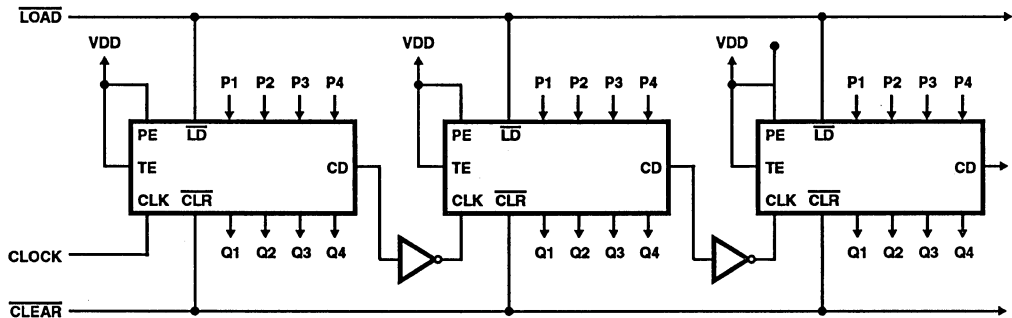 LOAD
VDD VDD VDD
P1 P2 P3 P4 P1 P2 P3 P4 P1 P2 P3 P4
PE LD PE LD PE LD
TE CD TE CD TE CD
CLK CLR CLK CLR CLK CLR
Q1 Q2 Q3 Q4 Q1 Q2 Q3 Q4 Q1 Q2 Q3 Q4
CLOCK
CLEAR